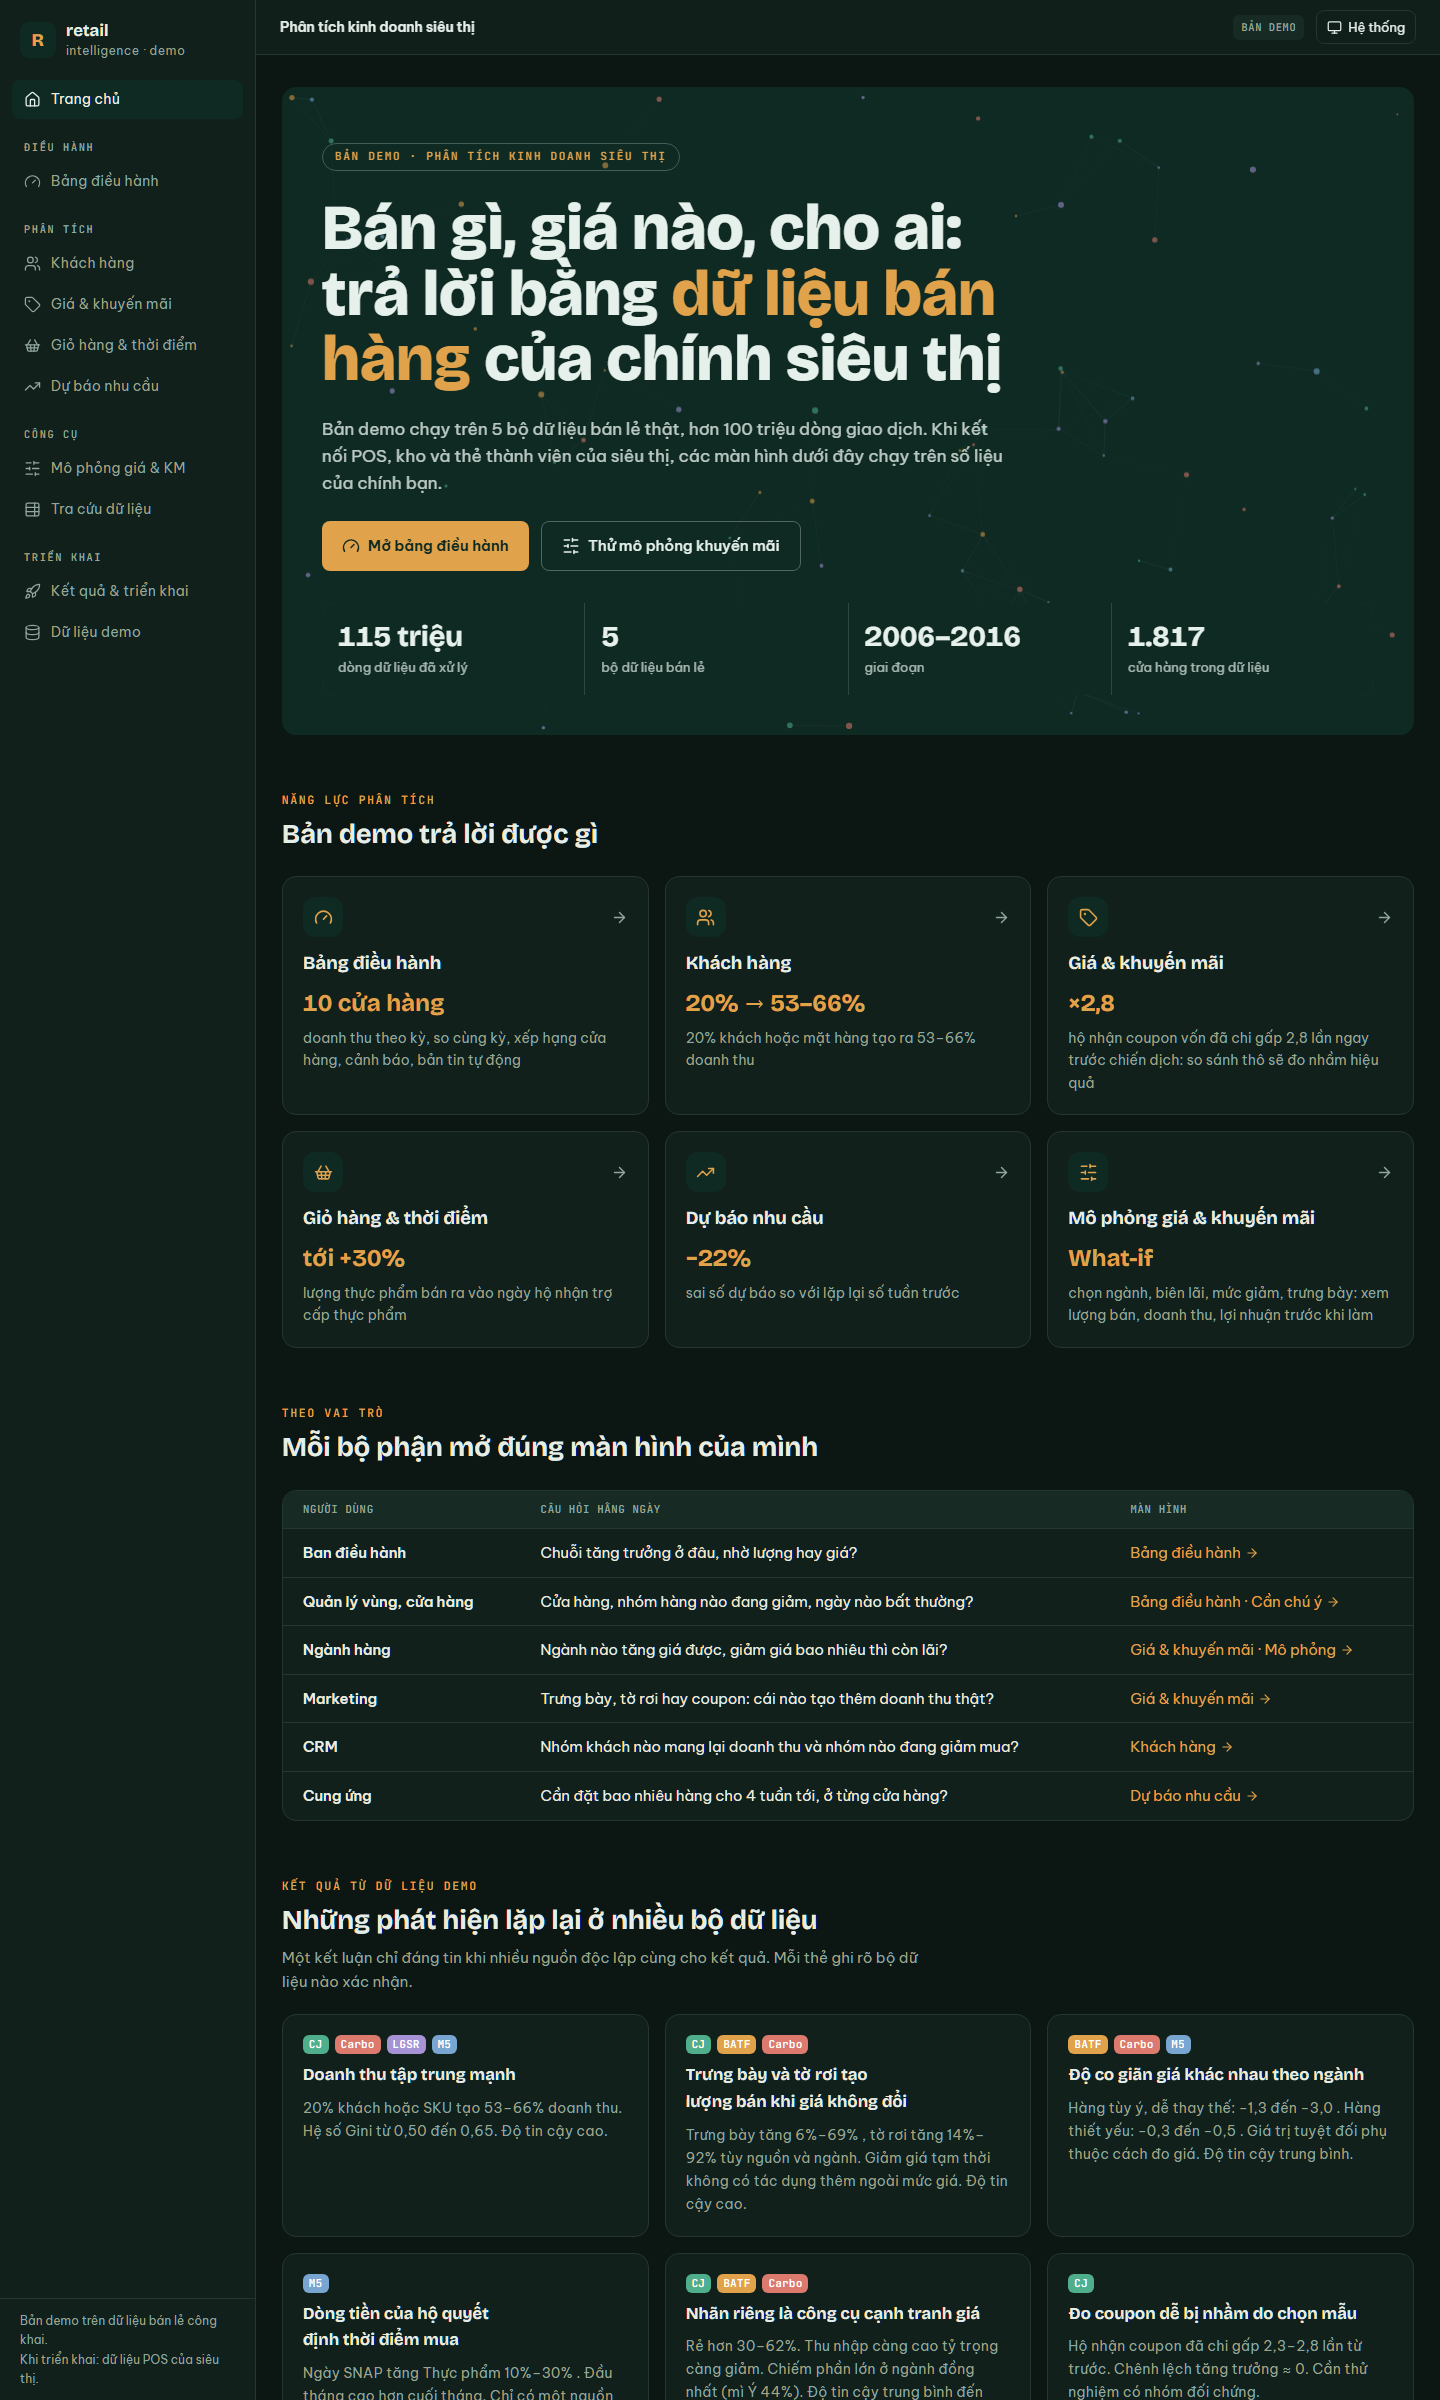 R
retail
intelligence · demo
Trang chủ
ĐIỀU HÀNH
Bảng điều hành
PHÂN TÍCH
Khách hàng
Giá & khuyến mãi
Giỏ hàng & thời điểm
Dự báo nhu cầu
CÔNG CỤ
Mô phỏng giá & KM
Tra cứu dữ liệu
TRIỂN KHAI
Kết quả & triển khai
Dữ liệu demo
Bản demo trên dữ liệu bán lẻ công
khai.
Khi triển khai: dữ liệu POS của siêu
thị.
Phân tích kinh doanh siêu thị
BẢN DEMO
Hệ thống
BẢN DEMO · PHÂN TÍCH KINH DOANH SIÊU THỊ
Bán gì, giá nào, cho ai:
trả lời bằng dữ liệu bán
hàng của chính siêu thị
Bản demo chạy trên 5 bộ dữ liệu bán lẻ thật, hơn 100 triệu dòng giao dịch. Khi kết
nối POS, kho và thẻ thành viên của siêu thị, các màn hình dưới đây chạy trên số liệu
của chính bạn.
Mở bảng điều hành
Thử mô phỏng khuyến mãi
115 triệu
dòng dữ liệu đã xử lý
5
bộ dữ liệu bán lẻ
2006–2016
giai đoạn
1.817
cửa hàng trong dữ liệu
NĂNG LỰC PHÂN TÍCH
Bản demo trả lời được gì
Bảng điều hành
10 cửa hàng
doanh thu theo kỳ, so cùng kỳ, xếp hạng cửa
hàng, cảnh báo, bản tin tự động
Khách hàng
20% → 53–66%
20% khách hoặc mặt hàng tạo ra 53–66%
doanh thu
Giá & khuyến mãi
×2,8
hộ nhận coupon vốn đã chi gấp 2,8 lần ngay
trước chiến dịch: so sánh thô sẽ đo nhầm hiệu
quả
Giỏ hàng & thời điểm
tới +30%
lượng thực phẩm bán ra vào ngày hộ nhận trợ
cấp thực phẩm
Dự báo nhu cầu
−22%
sai số dự báo so với lặp lại số tuần trước
Mô phỏng giá & khuyến mãi
What-if
chọn ngành, biên lãi, mức giảm, trưng bày: xem
lượng bán, doanh thu, lợi nhuận trước khi làm
THEO VAI TRÒ
Mỗi bộ phận mở đúng màn hình của mình
NGƯỜI DÙNG CÂU HỎI HẰNG NGÀY MÀN HÌNH
Ban điều hành Chuỗi tăng trưởng ở đâu, nhờ lượng hay giá? Bảng điều hành →
Quản lý vùng, cửa hàng Cửa hàng, nhóm hàng nào đang giảm, ngày nào bất thường? Bảng điều hành · Cần chú ý →
Ngành hàng Ngành nào tăng giá được, giảm giá bao nhiêu thì còn lãi? Giá & khuyến mãi · Mô phỏng →
Marketing Trưng bày, tờ rơi hay coupon: cái nào tạo thêm doanh thu thật? Giá & khuyến mãi →
CRM Nhóm khách nào mang lại doanh thu và nhóm nào đang giảm mua? Khách hàng →
Cung ứng Cần đặt bao nhiêu hàng cho 4 tuần tới, ở từng cửa hàng? Dự báo nhu cầu →
KẾT QUẢ TỪ DỮ LIỆU DEMO
Những phát hiện lặp lại ở nhiều bộ dữ liệu
Một kết luận chỉ đáng tin khi nhiều nguồn độc lập cùng cho kết quả. Mỗi thẻ ghi rõ bộ dữ
liệu nào xác nhận.
CJ Carbo LGSR M5
Doanh thu tập trung mạnh
20% khách hoặc SKU tạo 53–66% doanh thu.
Hệ số Gini từ 0,50 đến 0,65. Độ tin cậy cao.
CJ BATF Carbo
Trưng bày và tờ rơi tạo
lượng bán khi giá không đổi
Trưng bày tăng 6%–69% , tờ rơi tăng 14%–
92% tùy nguồn và ngành. Giảm giá tạm thời
không có tác dụng thêm ngoài mức giá. Độ tin
cậy cao.
BATF Carbo M5
Độ co giãn giá khác nhau theo ngành
Hàng tùy ý, dễ thay thế: −1,3 đến −3,0 . Hàng
thiết yếu: −0,3 đến −0,5 . Giá trị tuyệt đối phụ
thuộc cách đo giá. Độ tin cậy trung bình.
M5
Dòng tiền của hộ quyết
định thời điểm mua
Ngày SNAP tăng Thực phẩm 10%–30% . Đầu
tháng cao hơn cuối tháng. Chỉ có một nguồn
CJ BATF Carbo
Nhãn riêng là công cụ cạnh tranh giá
Rẻ hơn 30–62%. Thu nhập càng cao tỷ trọng
càng giảm. Chiếm phần lớn ở ngành đồng
nhất (mì Ý 44%). Độ tin cậy trung bình đến
CJ
Đo coupon dễ bị nhầm do chọn mẫu
Hộ nhận coupon đã chi gấp 2,3–2,8 lần từ
trước. Chênh lệch tăng trưởng ≈ 0. Cần thử
nghiệm có nhóm đối chứng.